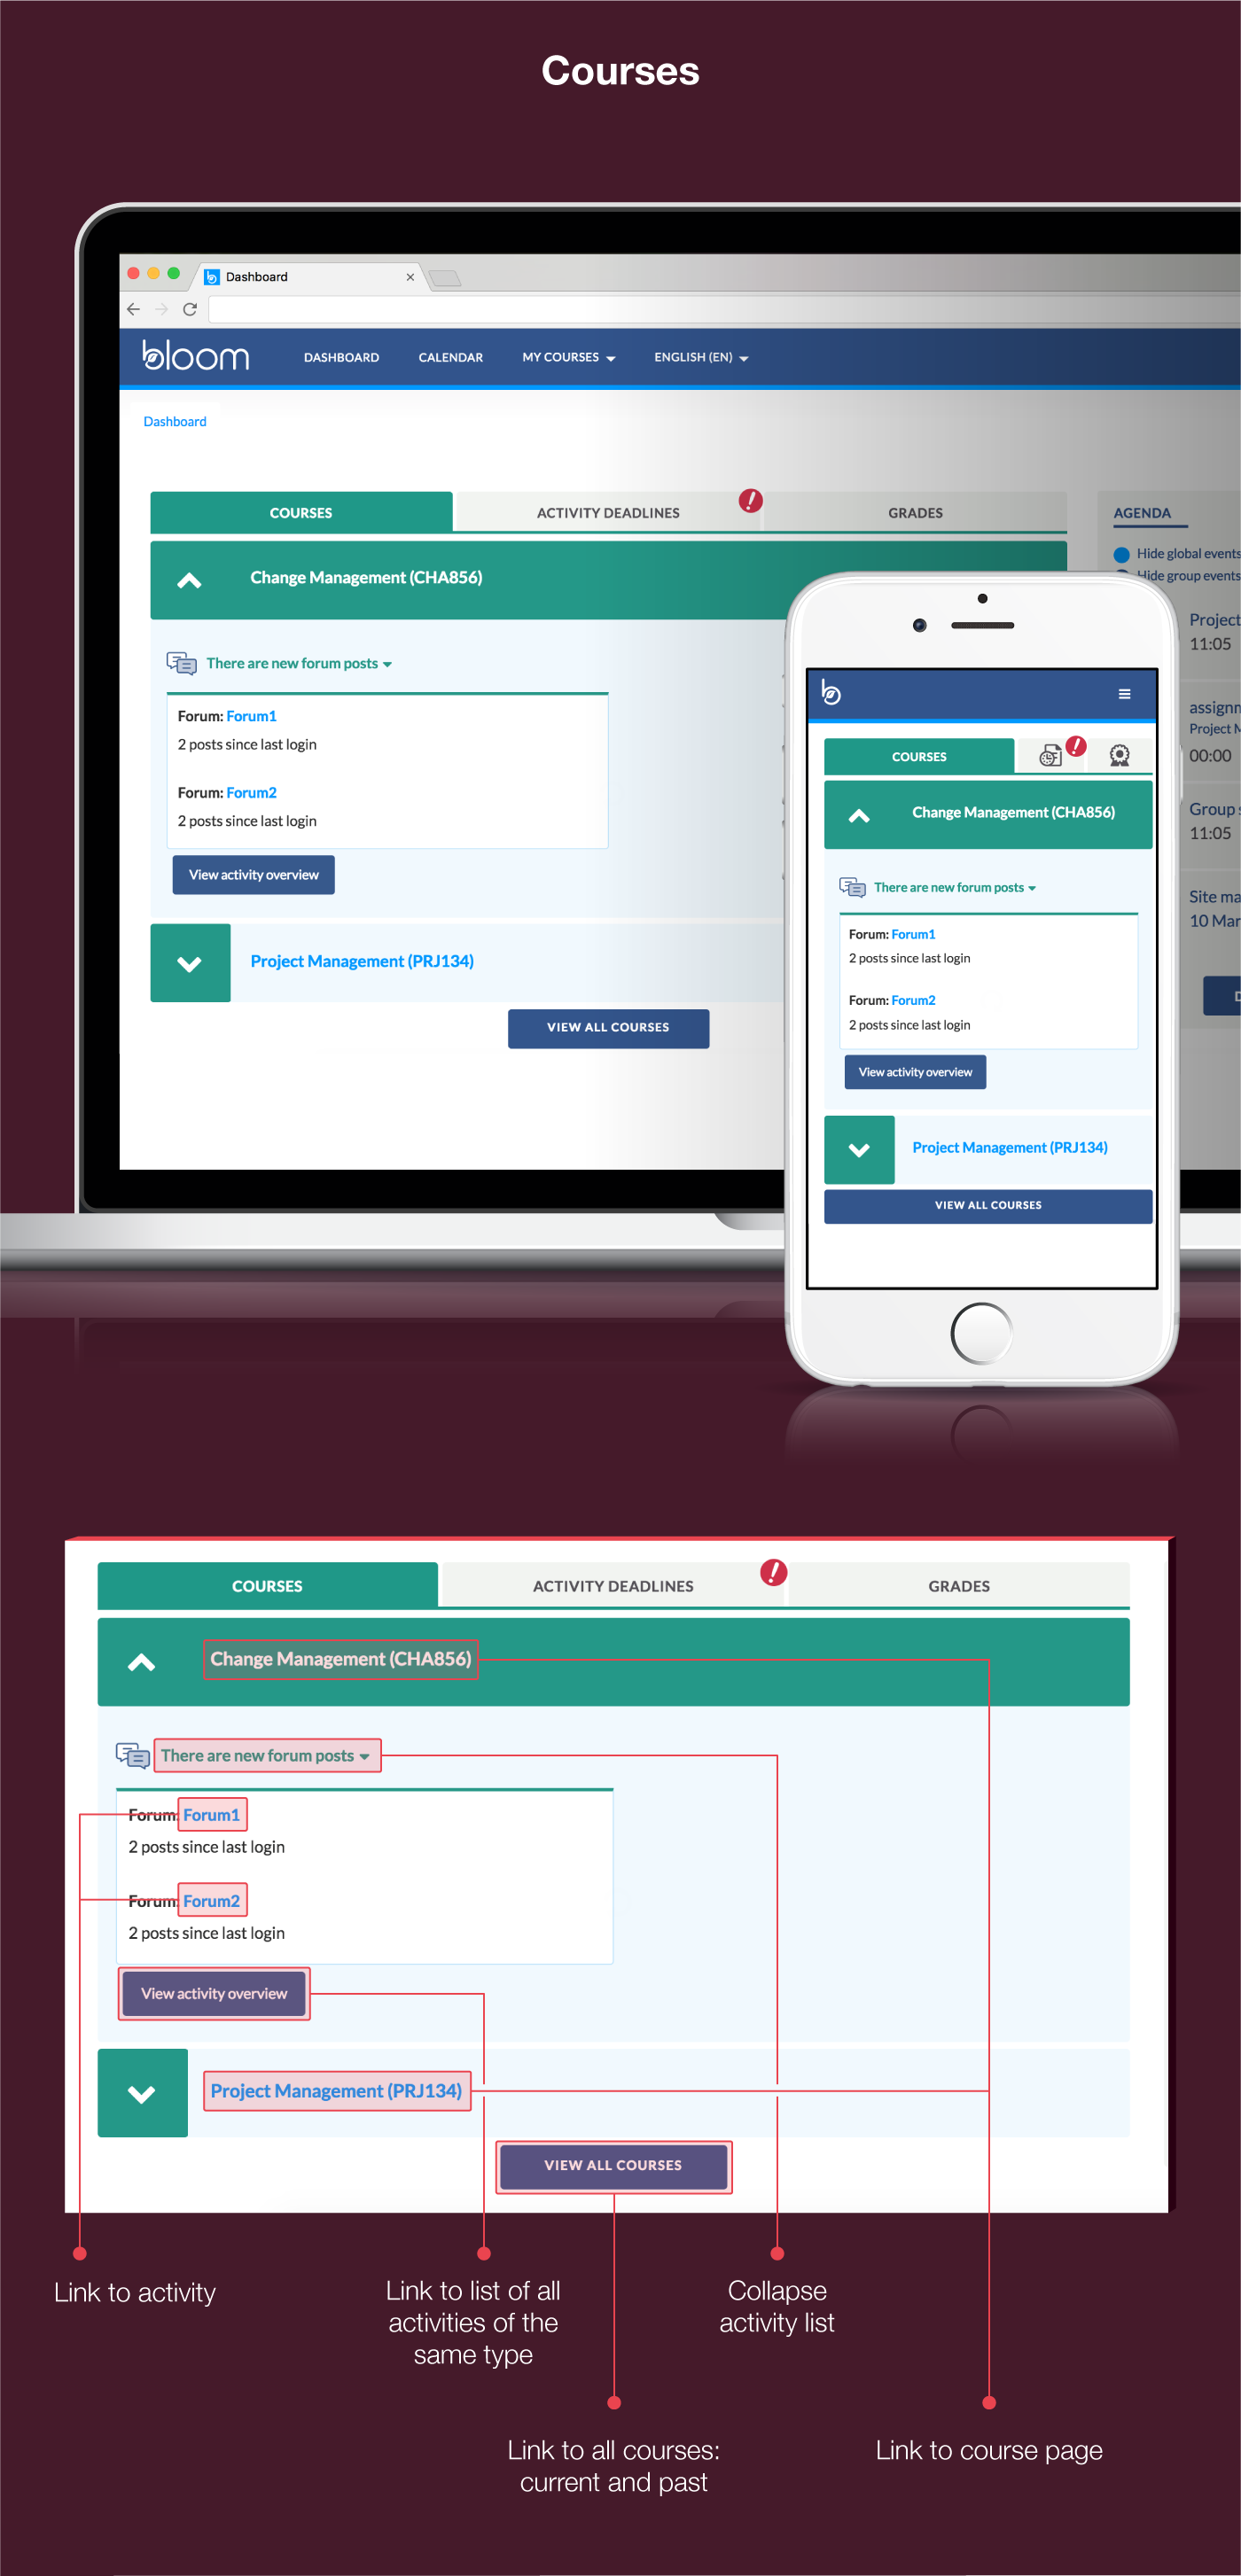 Courses
Dashboard
bloom
DASHBOARD
CALENDAR
MY COURSES
ENGLISH (EN)
Dashboard
COURSES
ACTIVITY DEADLINES
!
GRADES
Change Management (CHA856)
There are new forum posts
Forum: Forum1
2 posts since last login
Forum: Forum2
2 posts since last login
View activity overview
Project Management (PRJ134)
VIEW ALL COURSES
AGENDA
Hide global events
Hide group events
Project
11:05
assignm
Project M
00:00
Group s
11:05
Site ma
10 Mar
D
b
COURSES
!
Change Management (CHA856)
There are new forum posts
Forum: Forum1
2 posts since last login
Forum: Forum2
2 posts since last login
View activity overview
Project Management (PRJ134)
VIEW ALL COURSES
COURSES
ACTIVITY DEADLINES
!
GRADES
Change Management (CHA856)
There are new forum posts
Forum: Forum1
2 posts since last login
Forum: Forum2
2 posts since last login
View activity overview
Project Management (PRJ134)
VIEW ALL COURSES
Link to activity
Link to list of all
activities of the
same type
Collapse
activity list
Link to all courses:
current and past
Link to course page